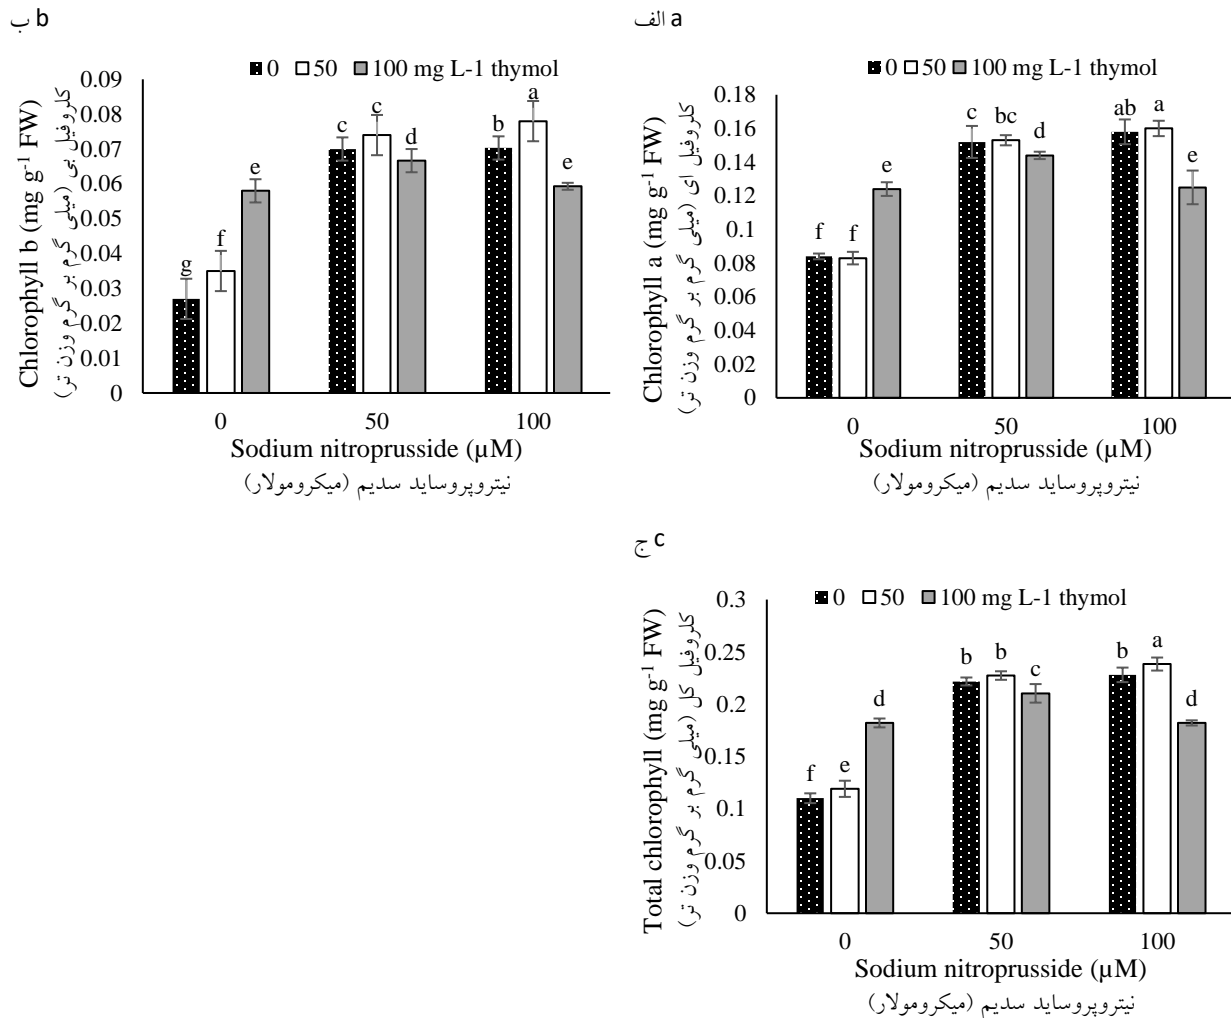 ب b
0 50 100 mg L-1 thymol
Chlorophyll b (mg g-1 FW)
کلروفیل بی (میلی گرم بر گرم وزن تر)
0.09
0.08
0.07
0.06
0.05
0.04
0.03
0.02
0.01
0
g f e
c c d
b a e
0 50 100
Sodium nitroprusside (µM)
نیتروپروساید سدیم (میکرومولار)
الف a
0 50 100 mg L-1 thymol
Chlorophyll a (mg g-1 FW)
کلروفیل ای (میلی گرم بر گرم وزن تر)
0.18
0.16
0.14
0.12
0.1
0.08
0.06
0.04
0.02
0
f f e
c bc d
ab a e
0 50 100
Sodium nitroprusside (µM)
نیتروپروساید سدیم (میکرومولار)
ج c
0 50 100 mg L-1 thymol
Total chlorophyll (mg g-1 FW)
کلروفیل کل (میلی گرم بر گرم وزن تر)
0.3
0.25
0.2
0.15
0.1
0.05
0
f e d
b b c
b a d
0 50 100
Sodium nitroprusside (µM)
نیتروپروساید سدیم (میکرومولار)